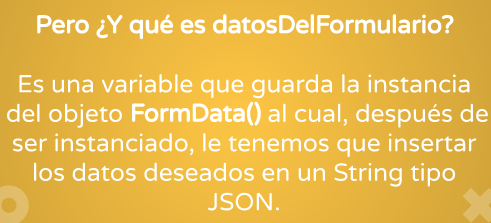 Pero ¿Y qué es datosDelFormulario?
Es una variable que guarda la instancia
del objeto FormData() al cual, después de
ser instanciado, le tenemos que insertar
los datos deseados en un String tipo
JSON.